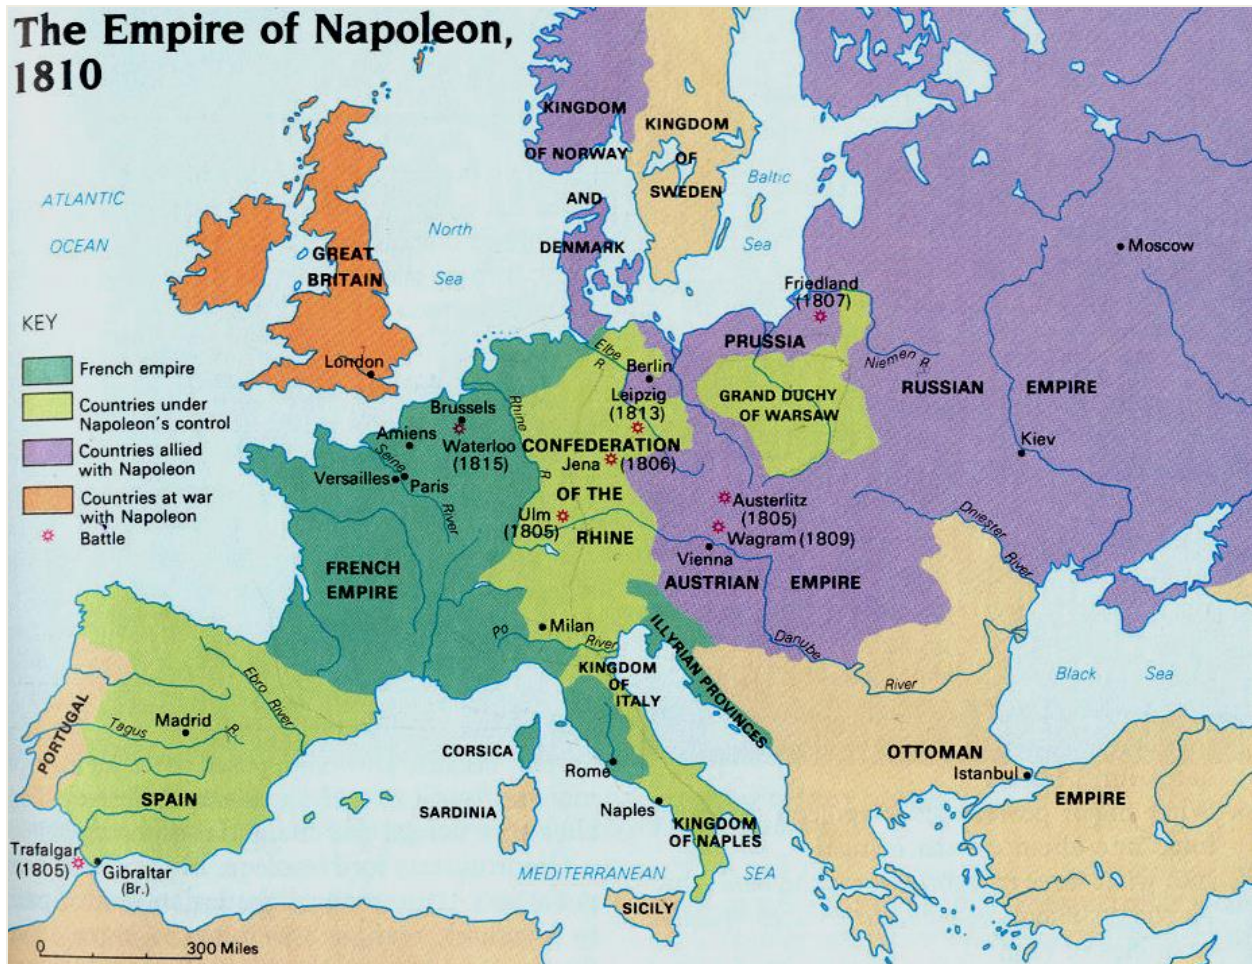 The Empire of Napoleon,
1810
KINGDOM
OF NORWAY
AND
DENMARK
KINGDOM
OF
SWEDEN
Baltic
Sea
ATLANTIC
OCEAN
North
Sea
GREAT
BRITAIN
London
Moscow
Friedland
(1807)
PRUSSIA
Niemen R.
RUSSIAN EMPIRE
KEY
French empire
Countries under
Napoleon's control
Countries allied
with Napoleon
Countries at war
with Napoleon
Battle
Elbe
R.
Berlin
Leipzig
(1813)
GRAND DUCHY
OF WARSAW
Brussels
Rhine
R
Amiens
Waterloo
(1815)
CONFEDERATION
OF THE
RHINE
Jena (1806)
Kiev
Seine
River
Versailles
Paris
Ulm
(1805)
Austerlitz
(1805)
Wagram (1809)
Vienna
Dniester
River
FRENCH
EMPIRE
AUSTRIAN EMPIRE
Milan
Po
River
ILLYRIAN PROVINCES
Danube
River
Black Sea
KINGDOM
OF
ITALY
PORTUGAL
Ebro River
Madrid
Tagus
R.
SPAIN
CORSICA
Rome
SARDINIA
Naples
KINGDOM
OF NAPLES
OTTOMAN
EMPIRE
Istanbul
Trafalgar
(1805)
Gibraltar
(Br.)
MEDITERRANEAN SEA
SICILY
0 300 Miles